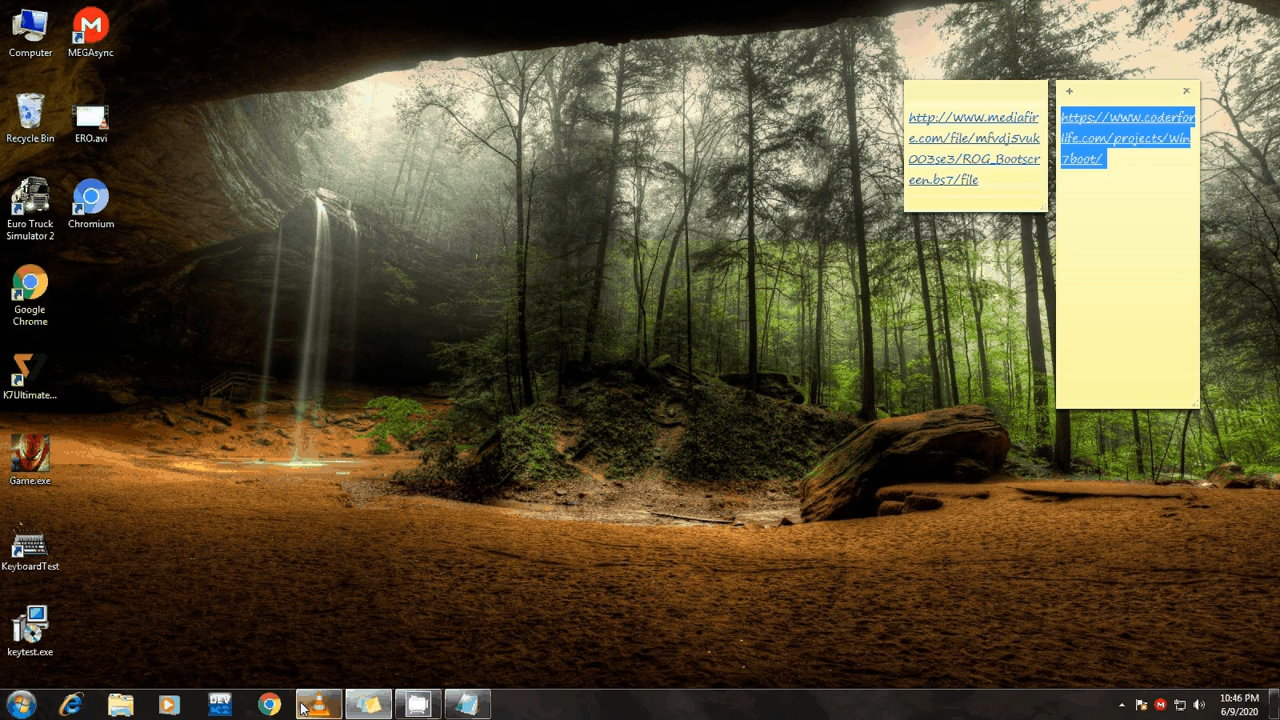 Computer
MEGAsync
Recycle Bin
ERO.avi
Euro Truck
Simulator 2
Chromium
Google
Chrome
K7Ultimate...
Game.exe
KeyboardTest
keytest.exe
http://www.mediafir
e.com/file/mfvdj5vuk
003se3/ROG_Bootscr
een.bs7/file
https://www.coderfor
life.com/projects/win
7boot/
DEV
10:46 PM
6/9/2020